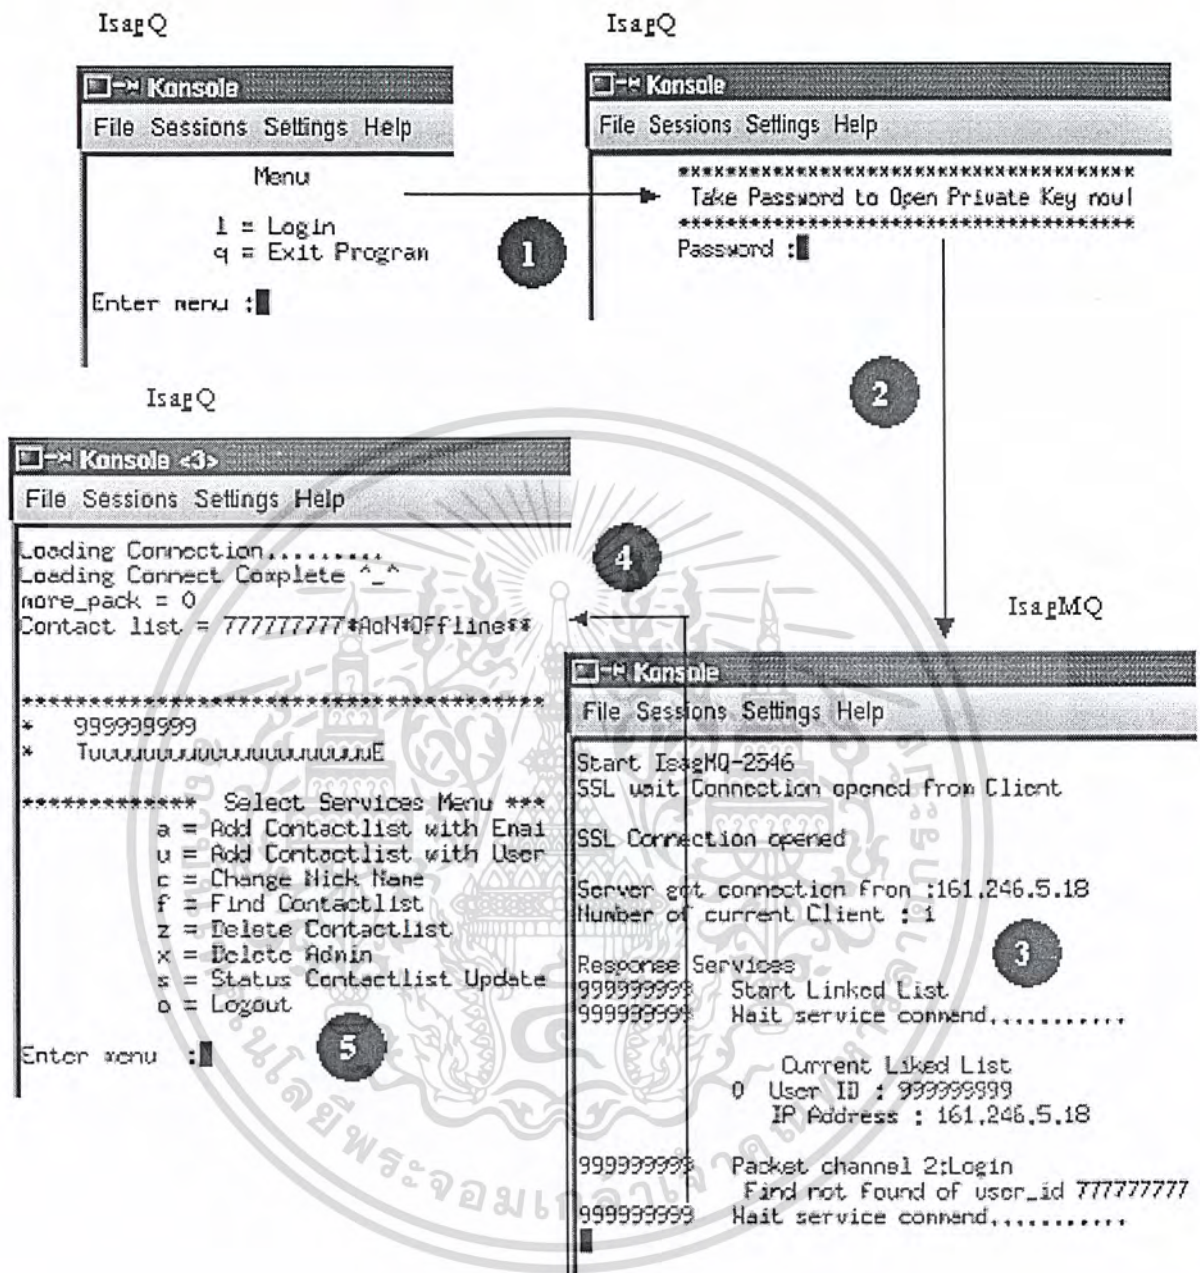 IsagQ
Konsole
File Sessions Settings Help
Menu
l = Login
q = Exit Program
Enter menu :
1
IsagQ
Konsole
File Sessions Settings Help
**********************************
Take Password to Open Private Key now!
**********************************
Password :
2
IsagQ
Konsole <3>
File Sessions Settings Help
Loading Connection.........
Loading Connect Complete ^_^
more_pack = 0
Contact list = 777777777*AoN*Offline**
***************************************
* 999999999
* TuuuuuuuuuuuuuuuuuuuuuE
************* Select Services Menu ***
a = Add Contactlist with Emai
u = Add Contactlist with User
c = Change Nick Name
f = Find Contactlist
z = Delete Contactlist
x = Delete Admin
s = Status Contactlist Update
o = Logout
Enter menu :
5
4
IsagMQ
Konsole
File Sessions Settings Help
Start IsagMQ-2546
SSL wait Connection opened from Client
SSL Connection opened
Server got connection from :161.246.5.18
Number of current Client : 1
Response Services
999999999 Start Linked List
999999999 Wait service command...........
Current Liked List
0 User ID : 999999999
IP Address : 161.246.5.18
999999999 Packet channel 2:Login
Find not found of user_id 777777777
999999999 Wait service command...........
3